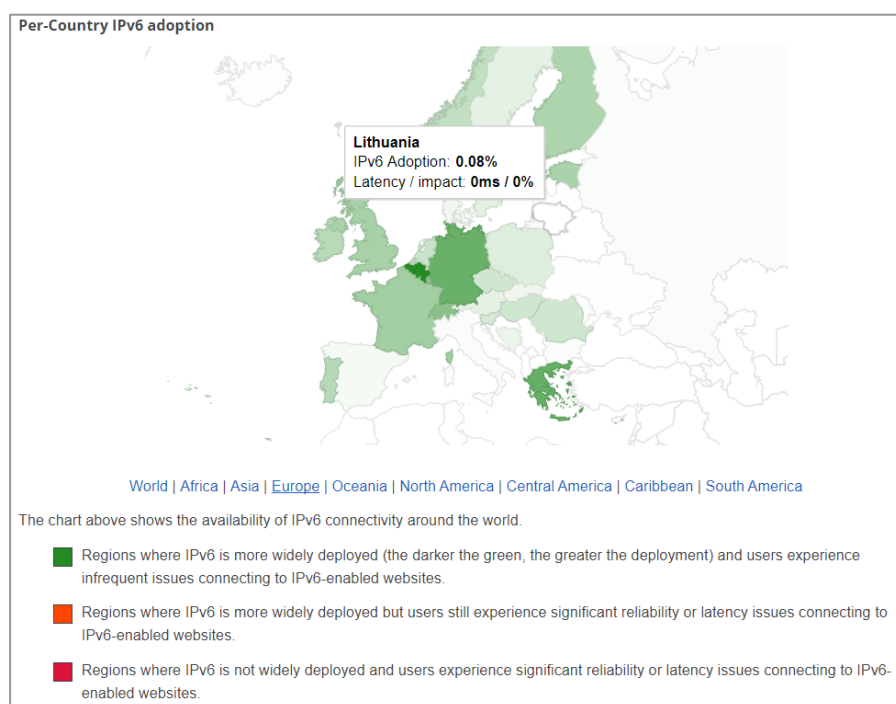 Per-Country IPv6 adoption
Lithuania
IPv6 Adoption: 0.08%
Latency / impact: 0ms / 0%
World | Africa | Asia | Europe | Oceania | North America | Central America | Caribbean | South America
The chart above shows the availability of IPv6 connectivity around the world.
Regions where IPv6 is more widely deployed (the darker the green, the greater the deployment) and users experience
infrequent issues connecting to IPv6-enabled websites.
Regions where IPv6 is more widely deployed but users still experience significant reliability or latency issues connecting to
IPv6-enabled websites.
Regions where IPv6 is not widely deployed and users experience significant reliability or latency issues connecting to IPv6-
enabled websites.